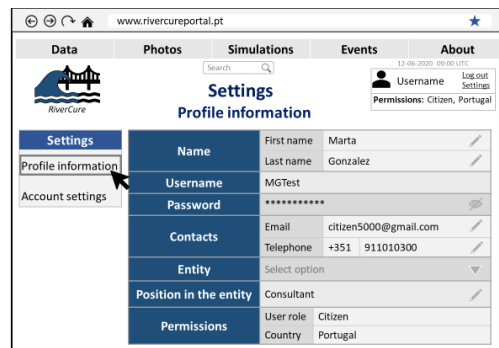 www.rivercureportal.pt
Data Photos Simulations Events About
12-06-2020 09:00 UTC
Search
RiverCure
Settings
Profile information
Username
Log out
Settings
Permissions: Citizen, Portugal
Settings
Profile information
Account settings
Name
First name Marta
Last name Gonzalez
Username MGTest
Password ***********
Contacts
Email citizen5000@gmail.com
Telephone +351 911010300
Entity Select option
Position in the entity Consultant
Permissions
User role Citizen
Country Portugal